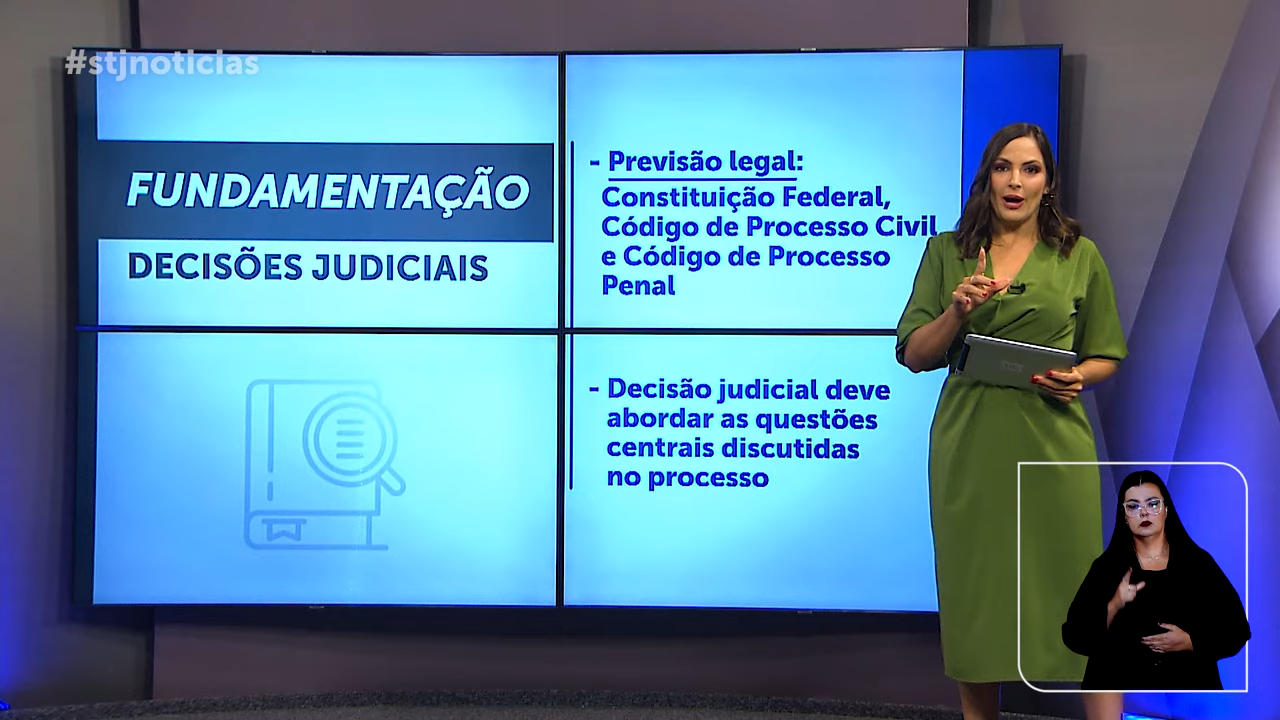 #stjnoticias
FUNDAMENTAÇÃO
DECISÕES JUDICIAIS
- Previsão legal:
Constituição Federal,
Código de Processo Civil
e Código de Processo
Penal
- Decisão judicial deve
abordar as questões
centrais discutidas
no processo